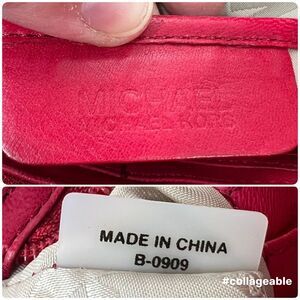 MICHAEL
MICHAEL KORS
MADE IN CHINA
B-0909
#collageable